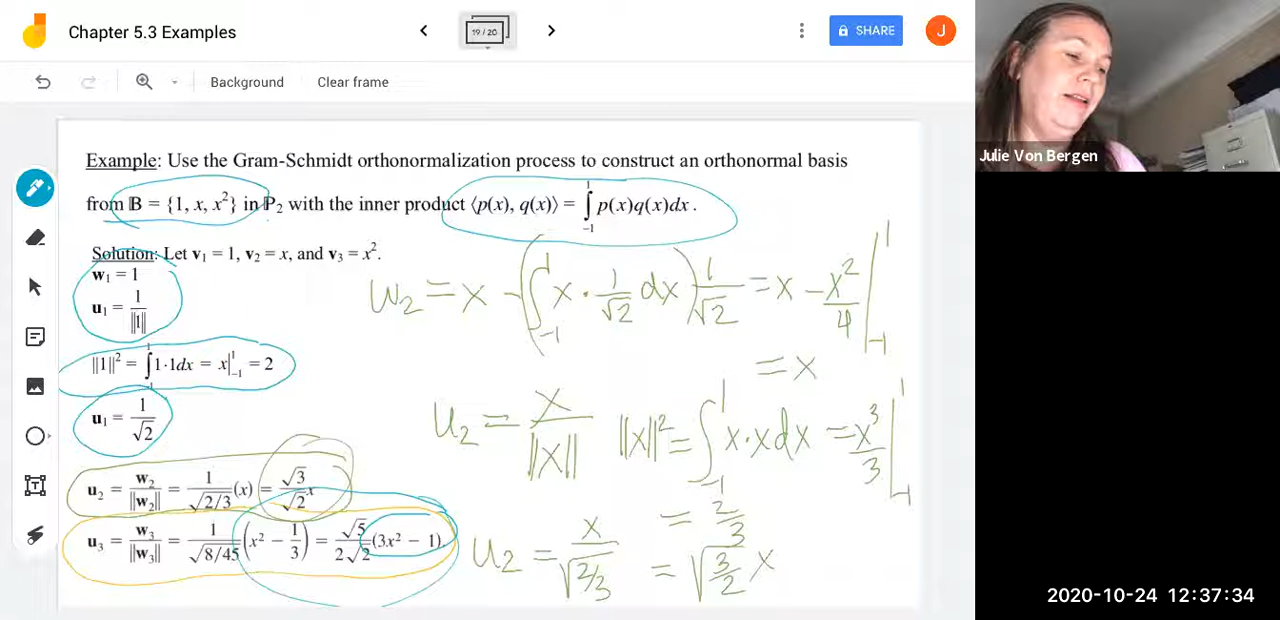 Chapter 5.3 Examples
19 / 20
SHARE
J
Background
Clear frame
Julie Von Bergen
Example: Use the Gram-Schmidt orthonormalization process to construct an orthonormal basis
from B = {1, x, x²} in P₂ with the inner product ⟨p(x), q(x)⟩ = ∫₋₁¹ p(x)q(x)dx.
Solution: Let v₁ = 1, v₂ = x, and v₃ = x².
w₁ = 1
u₁ = 1/||1||
||1||² = ∫₋₁¹ 1·1dx = x|₋₁¹ = 2
u₁ = 1/√2
u₂ = w₂/||w₂|| = 1/√2/3 (x) = √3/√2 x
u₃ = w₃/||w₃|| = 1/√8/45 (x² − 1/3) = √5/2√2 (3x² − 1).
w₂ = x − (∫₋₁¹ x · 1/√2 dx) 1/√2 = x − x²/4 |₋₁¹
= x
u₂ = x/||x|| ||x||² = ∫₋₁¹ x·x dx = x³/3 |₋₁¹
= 2/3
u₂ = x/√2/3 = √3/2 x
2020-10-24 12:37:34